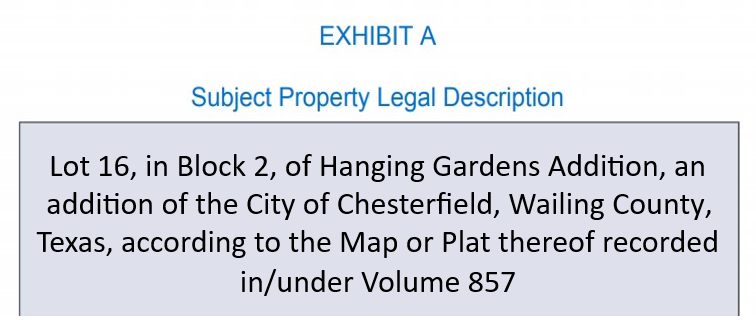 EXHIBIT A
Subject Property Legal Description
Lot 16, in Block 2, of Hanging Gardens Addition, an
addition of the City of Chesterfield, Wailing County,
Texas, according to the Map or Plat thereof recorded
in/under Volume 857